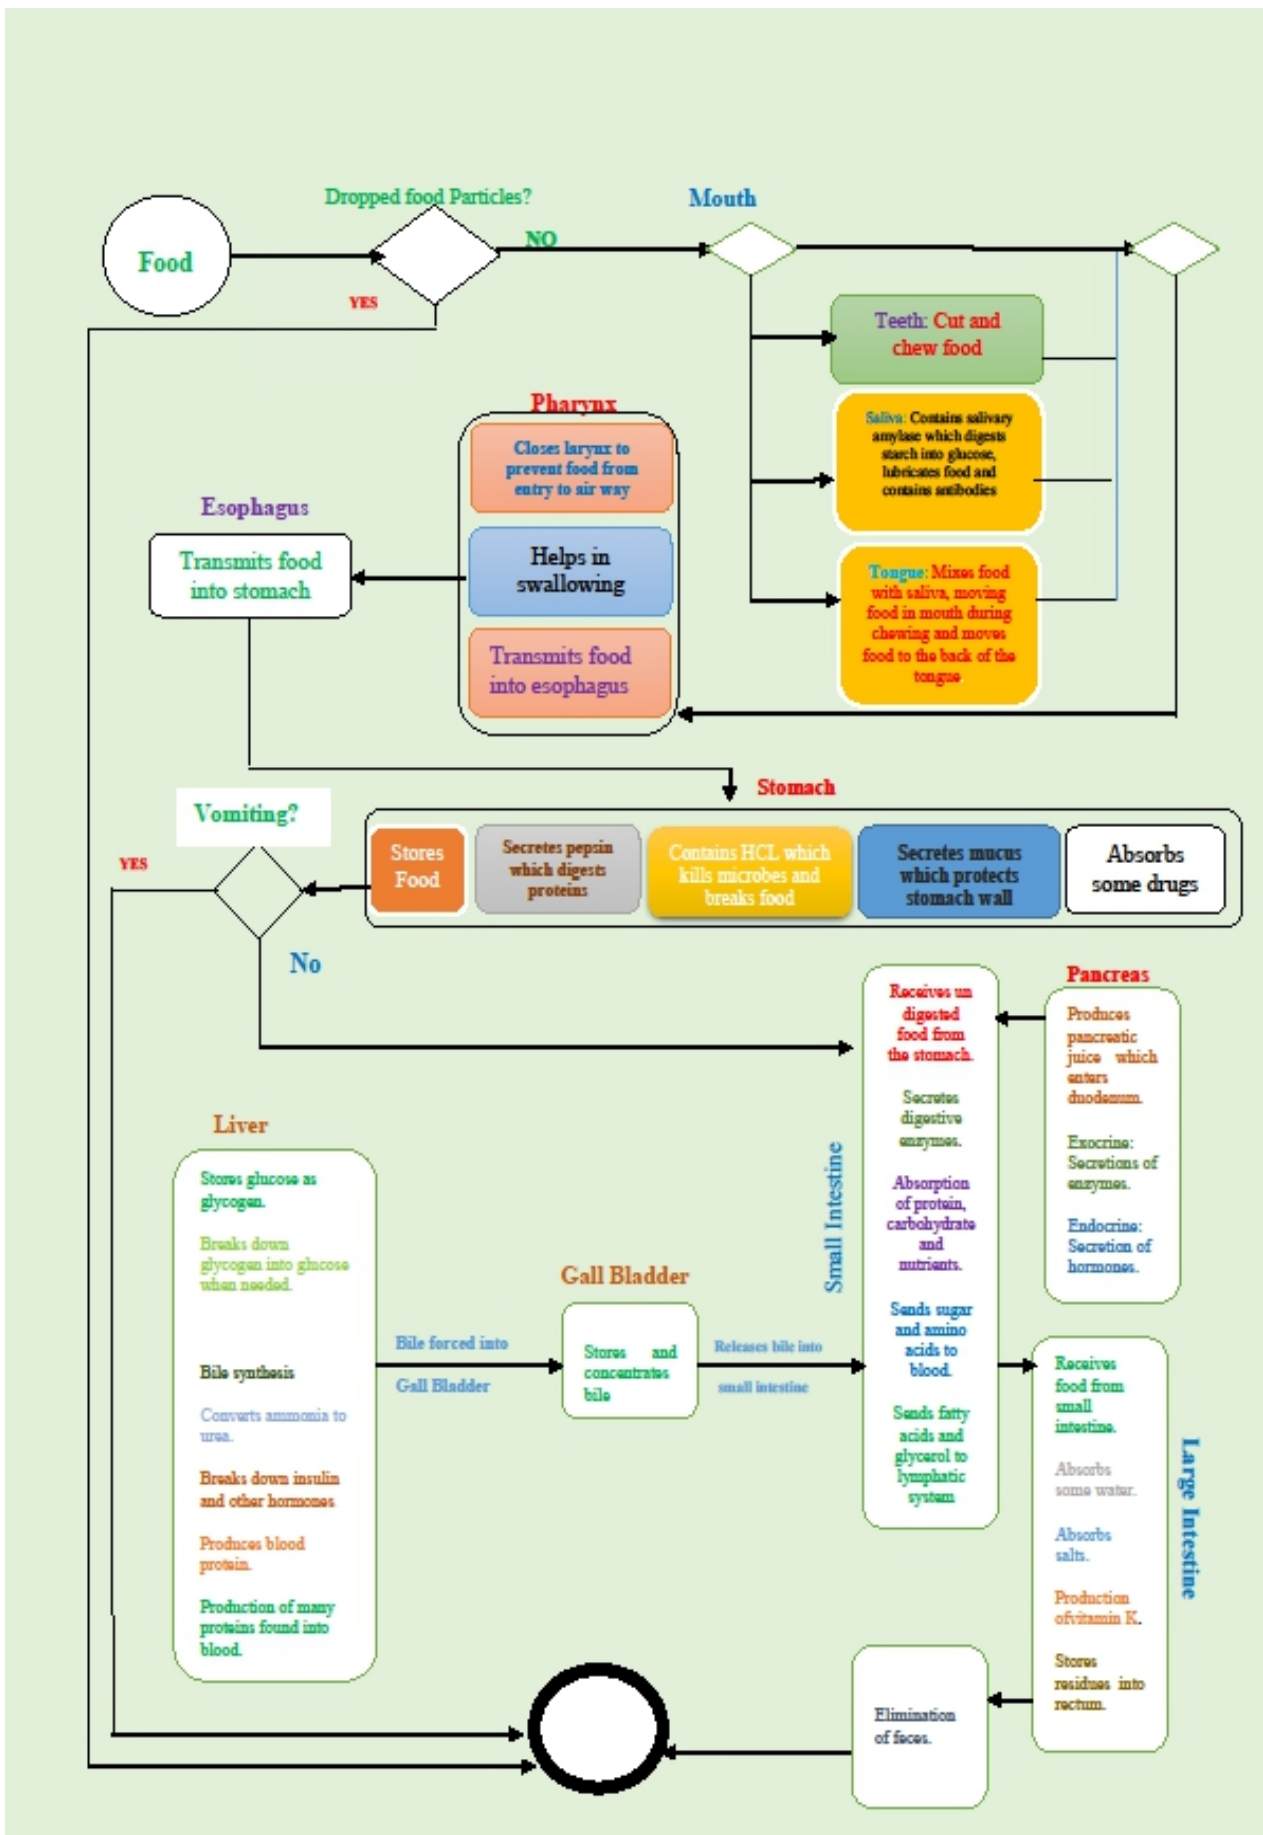 Dropped food Particles?
Mouth
Food
NO
YES
Teeth: Cut and
chew food
Saliva: Contains salivary
amylase which digests
starch into glucose,
lubricates food and
contains antibodies
Tongue: Mixes food
with saliva, moving
food in mouth during
chewing and moves
food to the back of the
tongue
Pharynx
Closes larynx to
prevent food from
entry to air way
Helps in
swallowing
Transmits food
into esophagus
Esophagus
Transmits food
into stomach
Stomach
Stores
Food
Secretes pepsin
which digests
proteins
Contains HCL which
kills microbes and
breaks food
Secretes mucus
which protects
stomach wall
Absorbs
some drugs
Vomiting?
YES
No
Small Intestine
Receives un
digested
food from
the stomach.
Secretes
digestive
enzymes.
Absorption
of protein,
carbohydrate
and
nutrients.
Sends sugar
and amino
acids to
blood.
Sends fatty
acids and
glycerol to
lymphatic
system
Pancreas
Produces
pancreatic
juice which
enters
duodenum.
Exocrine:
Secretions of
enzymes.
Endocrine:
Secretion of
hormones.
Liver
Stores glucose as
glycogen.
Breaks down
glycogen into glucose
when needed.
Bile synthesis
Converts ammonia to
urea.
Breaks down insulin
and other hormones
Produces blood
protein.
Production of many
proteins found into
blood.
Bile forced into
Gall Bladder
Gall Bladder
Stores and
concentrates
bile
Releases bile into
small intestine
Large Intestine
Receives
food from
small
intestine.
Absorbs
some water.
Absorbs
salts.
Production
ofvitamin K.
Stores
residues into
rectum.
Elimination
of feces.